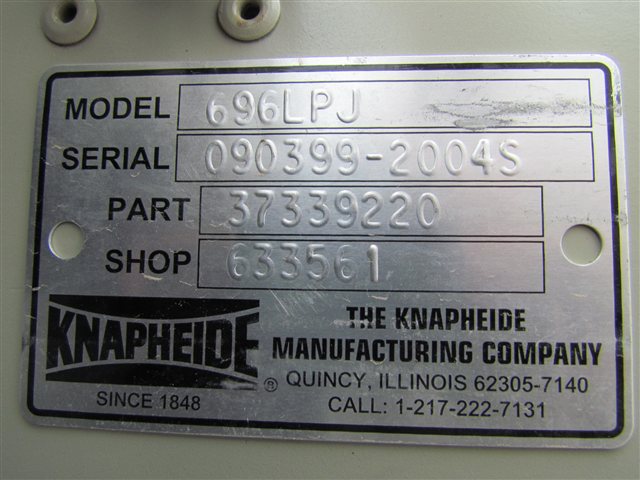 MODEL 696LPJ
SERIAL 090399-2004S
PART 37339220
SHOP 633561
KNAPHEIDE ®
SINCE 1848
THE KNAPHEIDE
MANUFACTURING COMPANY
QUINCY, ILLINOIS 62305-7140
CALL: 1-217-222-7131